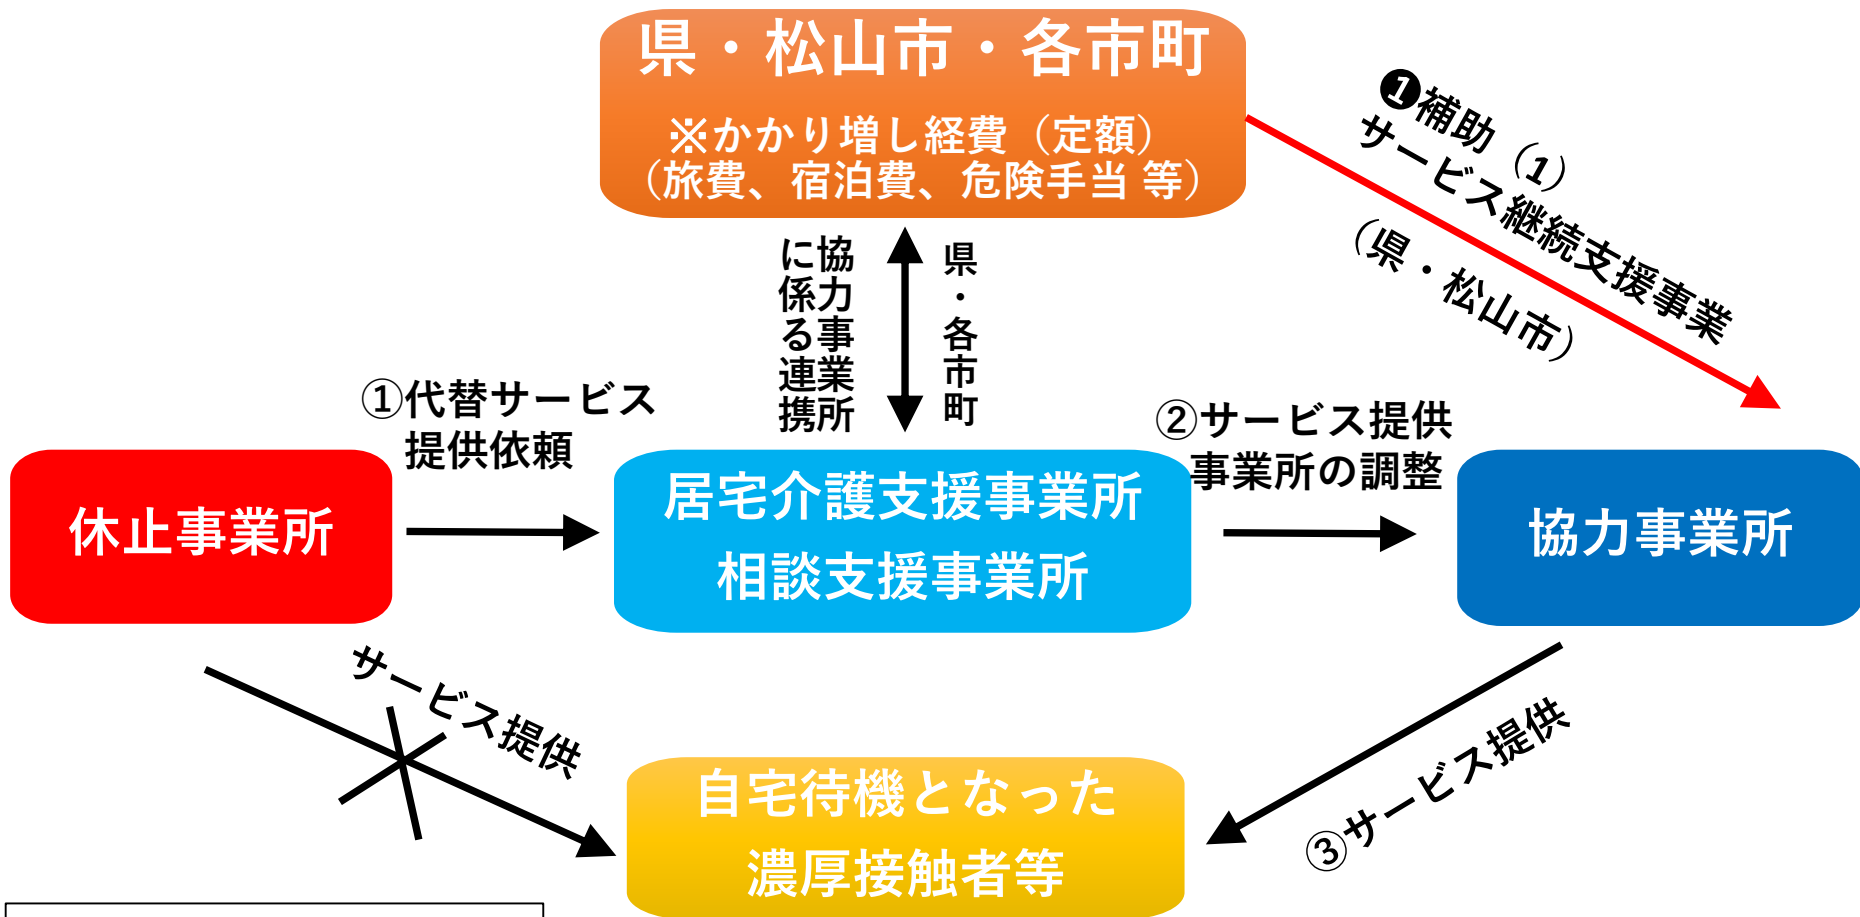 県・松山市・各市町
※かかり増し経費（定額）
（旅費、宿泊費、危険手当 等）
❶補助（1）
サービス継続支援事業
（県・松山市）
協力事業所
に係る連携
県・各市町
①代替サービス
提供依頼
②サービス提供
事業所の調整
休止事業所
居宅介護支援事業所
相談支援事業所
協力事業所
サービス提供
③サービス提供
自宅待機となった
濃厚接触者等